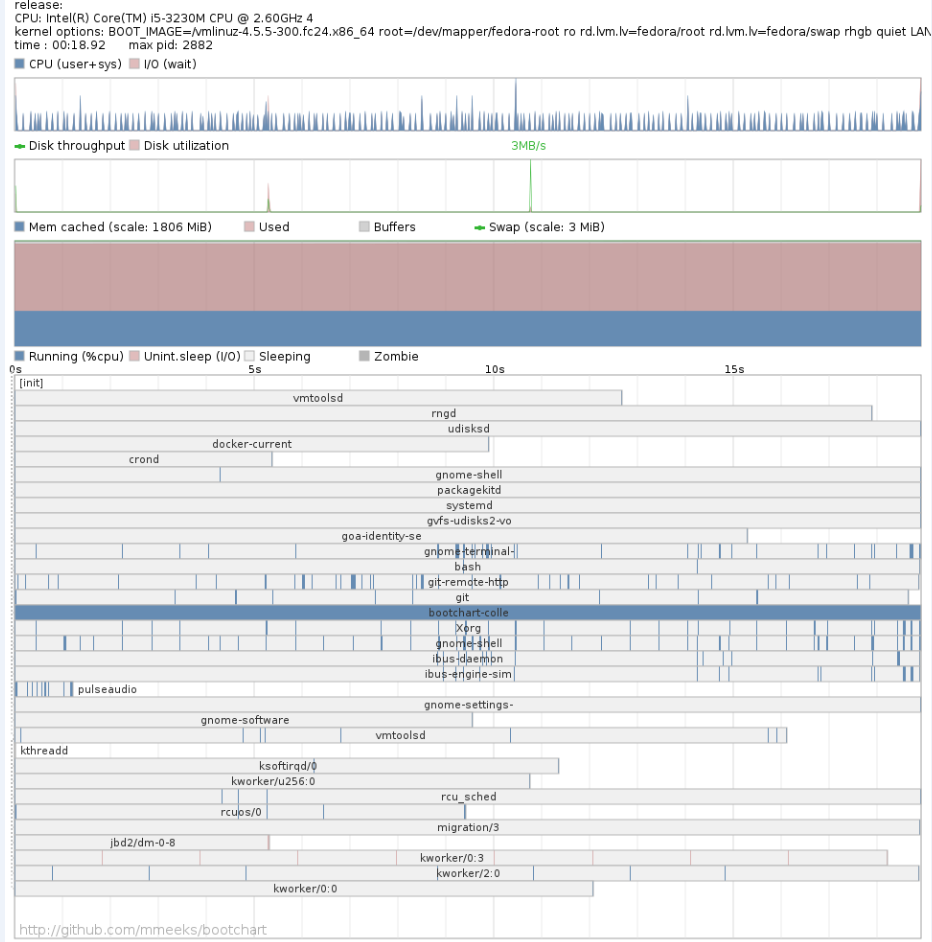 release:
CPU: Intel(R) Core(TM) i5-3230M CPU @ 2.60GHz 4
kernel options: BOOT_IMAGE=/vmlinuz-4.5.5-300.fc24.x86_64 root=/dev/mapper/fedora-root ro rd.lvm.lv=fedora/root rd.lvm.lv=fedora/swap rhgb quiet LAN
time : 00:18.92 max pid: 2882
CPU (user+sys) I/O (wait)
Disk throughput Disk utilization 3MB/s
Mem cached (scale: 1806 MiB) Used Buffers Swap (scale: 3 MiB)
Running (%cpu) Unint.sleep (I/O) Sleeping Zombie
0s 5s 10s 15s
[init]
vmtoolsd
rngd
udisksd
docker-current
crond
gnome-shell
packagekitd
systemd
gvfs-udisks2-vo
goa-identity-se
gnome-terminal-
bash
git-remote-http
git
bootchart-colle
Xorg
gnome-shell
ibus-daemon
ibus-engine-sim
pulseaudio
gnome-settings-
gnome-software
vmtoolsd
kthreadd
ksoftirqd/0
kworker/u256:0
rcu_sched
rcuos/0
migration/3
jbd2/dm-0-8
kworker/0:3
kworker/2:0
kworker/0:0
http://github.com/mmeeks/bootchart